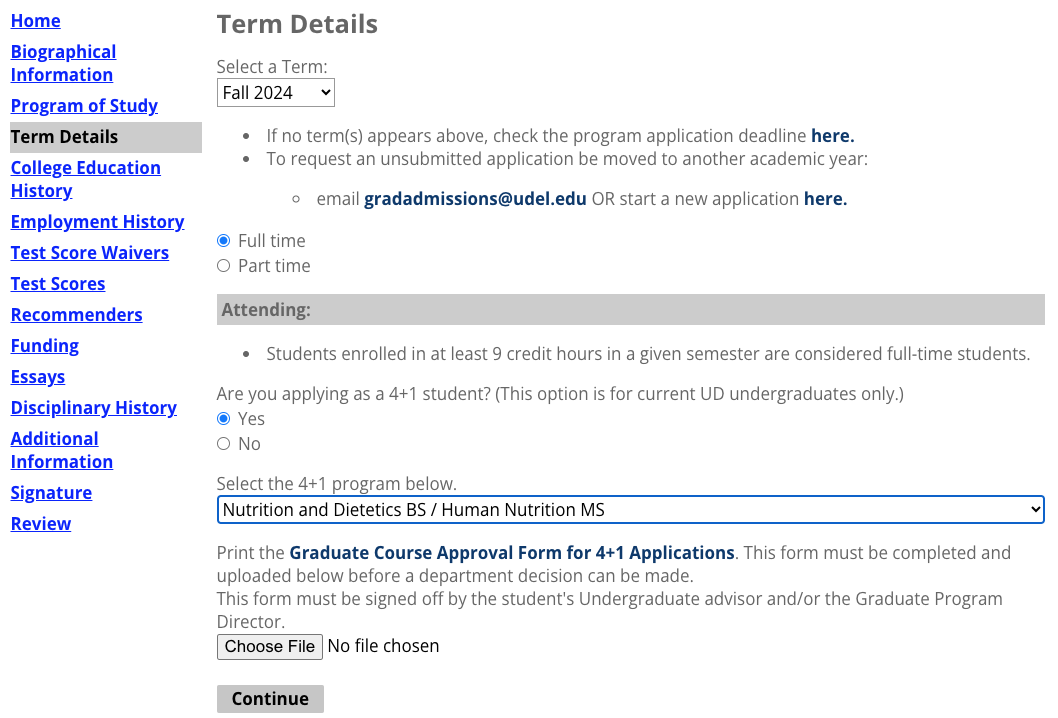 Home
Biographical
Information
Program of Study
Term Details
College Education
History
Employment History
Test Score Waivers
Test Scores
Recommenders
Funding
Essays
Disciplinary History
Additional
Information
Signature
Review
Term Details
Select a Term:
Fall 2024
If no term(s) appears above, check the program application deadline here.
To request an unsubmitted application be moved to another academic year:
email gradadmissions@udel.edu OR start a new application here.
Full time
Part time
Attending:
Students enrolled in at least 9 credit hours in a given semester are considered full-time students.
Are you applying as a 4+1 student? (This option is for current UD undergraduates only.)
Yes
No
Select the 4+1 program below.
Nutrition and Dietetics BS / Human Nutrition MS
Print the Graduate Course Approval Form for 4+1 Applications. This form must be completed and
uploaded below before a department decision can be made.
This form must be signed off by the student's Undergraduate advisor and/or the Graduate Program
Director.
Choose File No file chosen
Continue